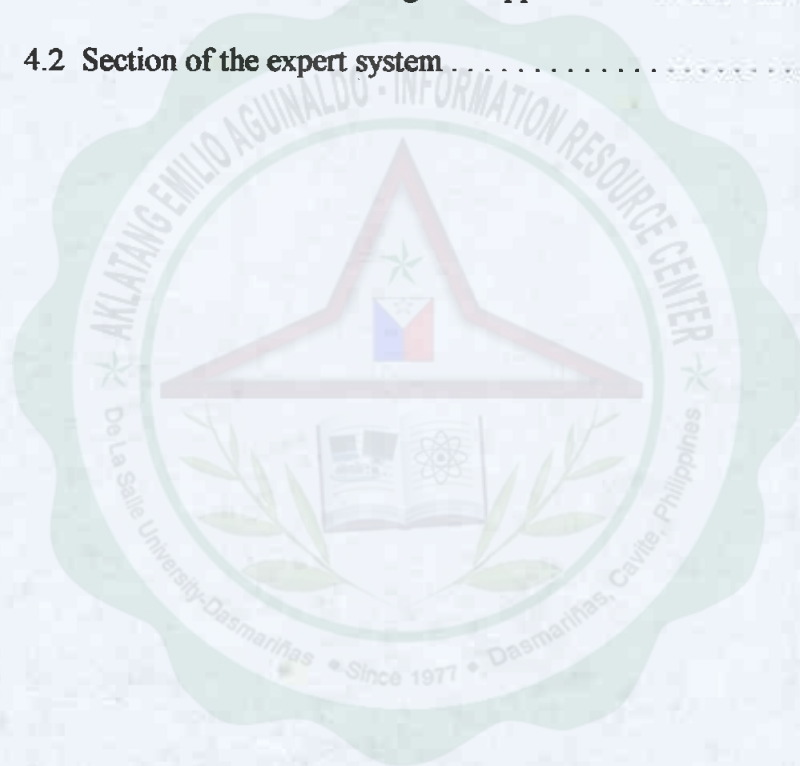 4.2 Section of the expert system . . . . . . . . . . . . . . . . . . . . . .
AKLATANG EMILIO AGUINALDO - INFORMATION RESOURCE CENTER
De La Salle University-Dasmariñas • Since 1977 • Dasmariñas, Cavite, Philippines